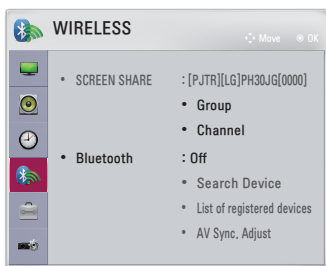 WIRELESS
Move ⊙ OK
• SCREEN SHARE : [PJTR][LG]PH30JG[0000]
• Group
• Channel
• Bluetooth : Off
• Search Device
• List of registered devices
• AV Sync. Adjust